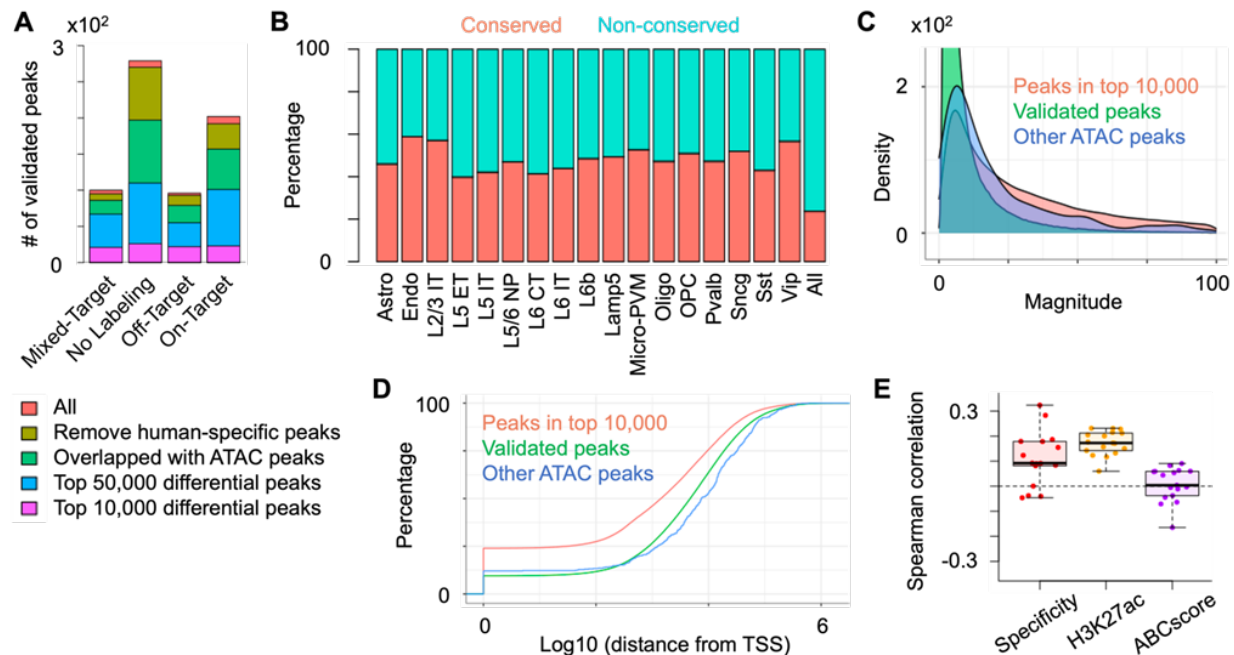 A
x10²
3
0
# of validated peaks
Mixed-Target
No Labeling
Off-Target
On-Target
All
Remove human-specific peaks
Overlapped with ATAC peaks
Top 50,000 differential peaks
Top 10,000 differential peaks
B
Conserved Non-conserved
100
0
Percentage
Astro
Endo
L2/3 IT
L5 ET
L5 IT
L5/6 NP
L6 CT
L6 IT
L6b
Lamp5
Micro-PVM
Oligo
OPC
Pvalb
Sncg
Sst
Vip
All
C
x10²
2
0
Density
Peaks in top 10,000
Validated peaks
Other ATAC peaks
0 100
Magnitude
D
100
0
Percentage
Peaks in top 10,000
Validated peaks
Other ATAC peaks
0 6
Log10 (distance from TSS)
E
0.3
-0.3
Spearman correlation
Specificity
H3K27ac
ABCscore